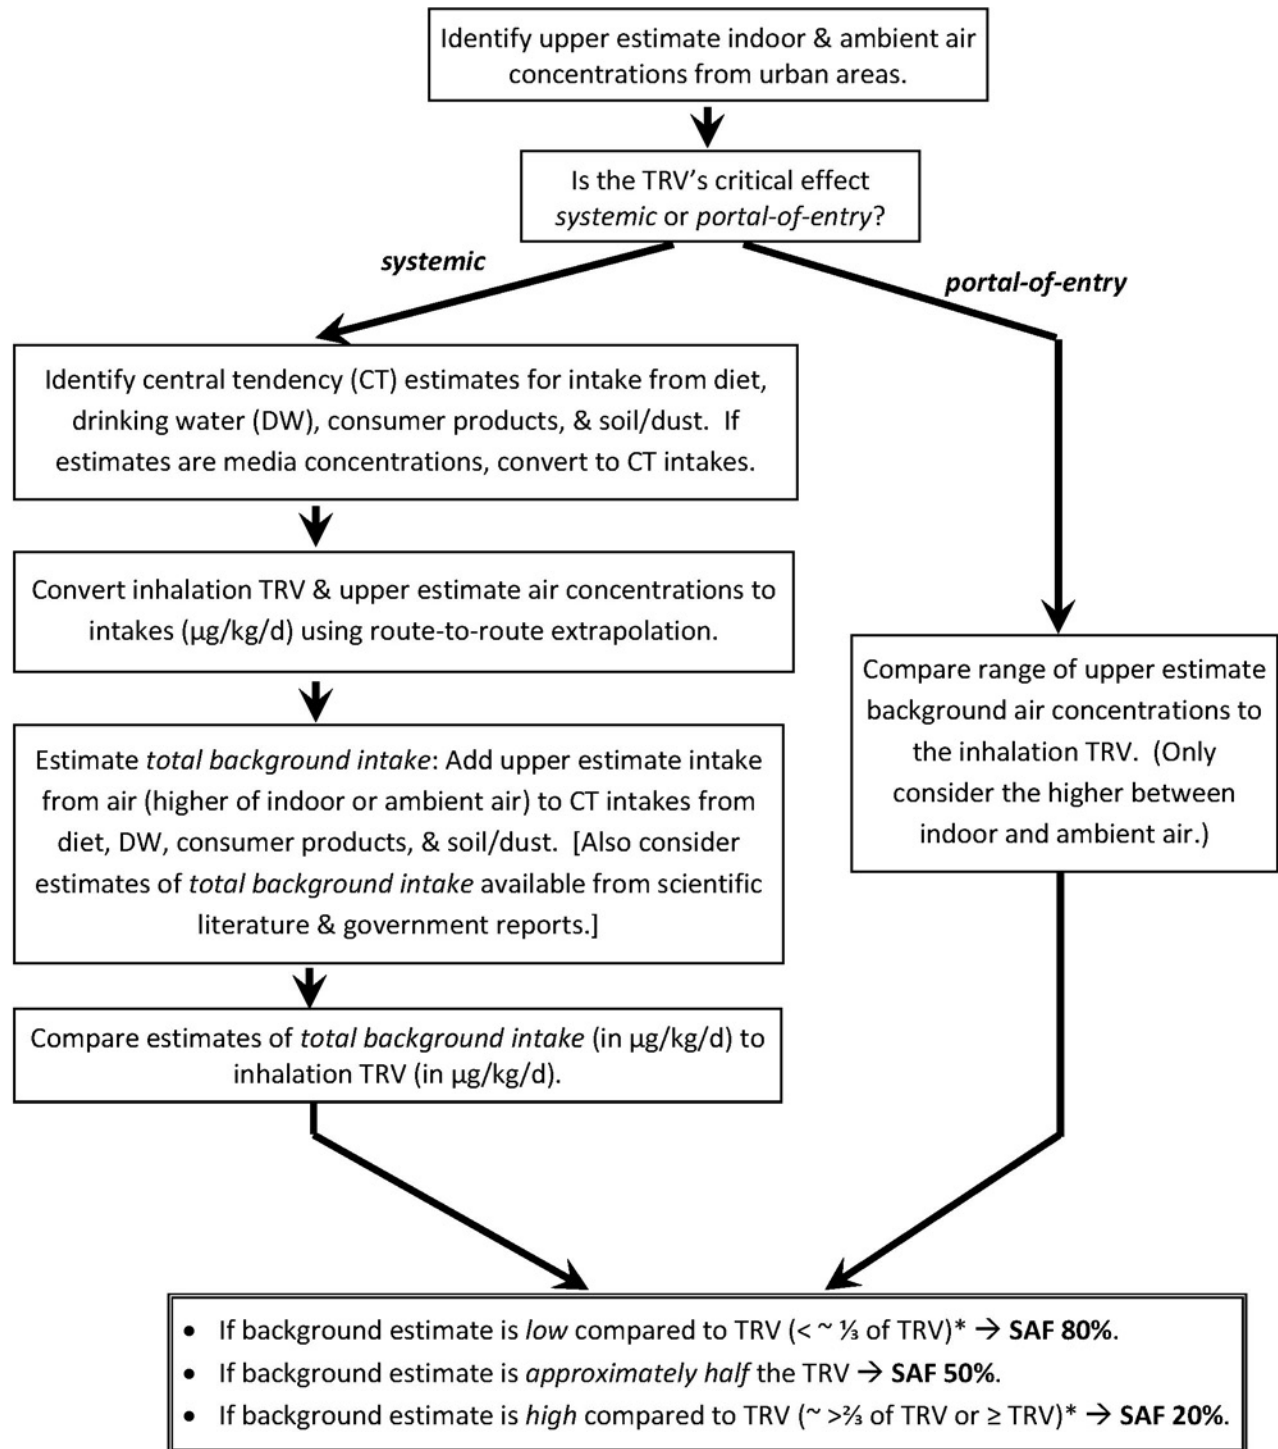 Identify upper estimate indoor & ambient air
concentrations from urban areas.
Is the TRV’s critical effect
systemic or portal-of-entry?
systemic
portal-of-entry
Identify central tendency (CT) estimates for intake from diet,
drinking water (DW), consumer products, & soil/dust.  If
estimates are media concentrations, convert to CT intakes.
Convert inhalation TRV & upper estimate air concentrations to
intakes (µg/kg/d) using route-to-route extrapolation.
Estimate total background intake: Add upper estimate intake
from air (higher of indoor or ambient air) to CT intakes from
diet, DW, consumer products, & soil/dust.  [Also consider
estimates of total background intake available from scientific
literature & government reports.]
Compare estimates of total background intake (in µg/kg/d) to
inhalation TRV (in µg/kg/d).
Compare range of upper estimate
background air concentrations to
the inhalation TRV.  (Only
consider the higher between
indoor and ambient air.)
• If background estimate is low compared to TRV (< ~ ⅓ of TRV)* → SAF 80%.
• If background estimate is approximately half the TRV → SAF 50%.
• If background estimate is high compared to TRV (~ >⅔ of TRV or ≥ TRV)* → SAF 20%.